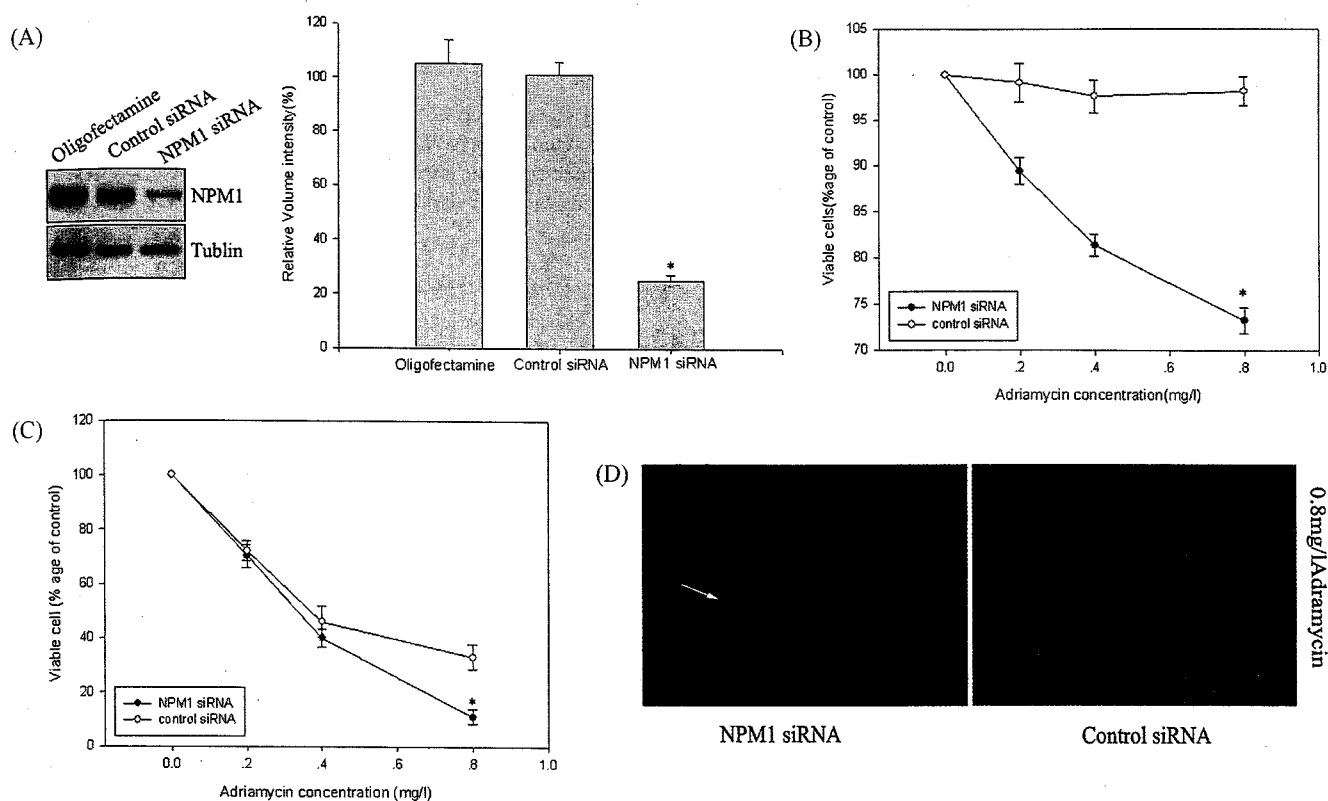 (A)
Oligofectamine
Control siRNA
NPM1 siRNA
NPM1
Tublin
Relative Volume intensity(%)
120
100
80
60
40
20
0
Oligofectamine
Control siRNA
NPM1 siRNA
*
(B)
Viable cells(%age of control)
100
95
90
85
80
75
70
NPM1 siRNA
control siRNA
*
0.0
.2
.4
.6
.8
1.0
Adriamycin concentration(mg/l)
(C)
Viable cell (% age of control)
120
100
80
60
40
20
0
NPM1 siRNA
control siRNA
*
0.0
.2
.4
.6
.8
1.0
Adriamycin concentration (mg/l)
(D)
0.8mg/lAdramycin
NPM1 siRNA
Control siRNA